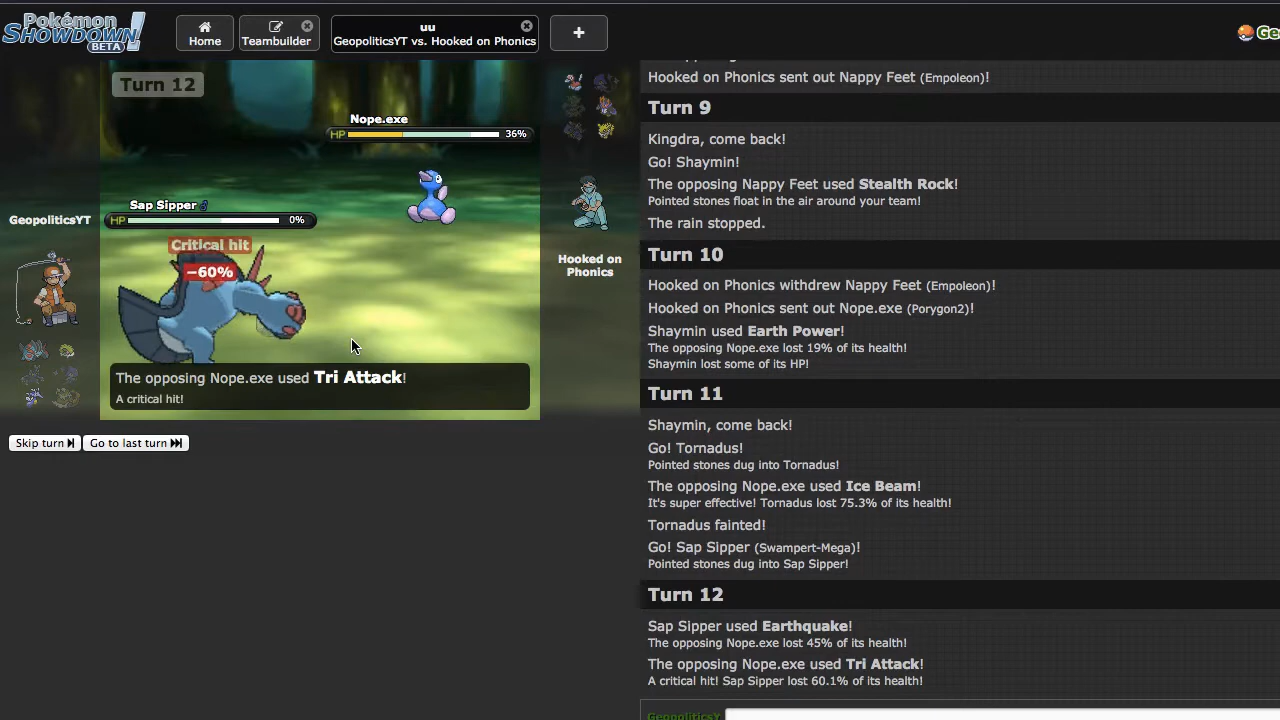 Pokémon
SHOWDOWN!
BETA
Home
Teambuilder
uu
GeopoliticsYT vs. Hooked on Phonics
+
Ge
Turn 12
Nope.exe
HP 36%
Sap Sipper
HP 0%
GeopoliticsYT
Critical hit
−60%
Hooked on
Phonics
The opposing Nope.exe used Tri Attack!
A critical hit!
Skip turn
Go to last turn
Hooked on Phonics sent out Nappy Feet (Empoleon)!
Turn 9
Kingdra, come back!
Go! Shaymin!
The opposing Nappy Feet used Stealth Rock!
Pointed stones float in the air around your team!
The rain stopped.
Turn 10
Hooked on Phonics withdrew Nappy Feet (Empoleon)!
Hooked on Phonics sent out Nope.exe (Porygon2)!
Shaymin used Earth Power!
The opposing Nope.exe lost 19% of its health!
Shaymin lost some of its HP!
Turn 11
Shaymin, come back!
Go! Tornadus!
Pointed stones dug into Tornadus!
The opposing Nope.exe used Ice Beam!
It's super effective! Tornadus lost 75.3% of its health!
Tornadus fainted!
Go! Sap Sipper (Swampert-Mega)!
Pointed stones dug into Sap Sipper!
Turn 12
Sap Sipper used Earthquake!
The opposing Nope.exe lost 45% of its health!
The opposing Nope.exe used Tri Attack!
A critical hit! Sap Sipper lost 60.1% of its health!
GeopoliticsY